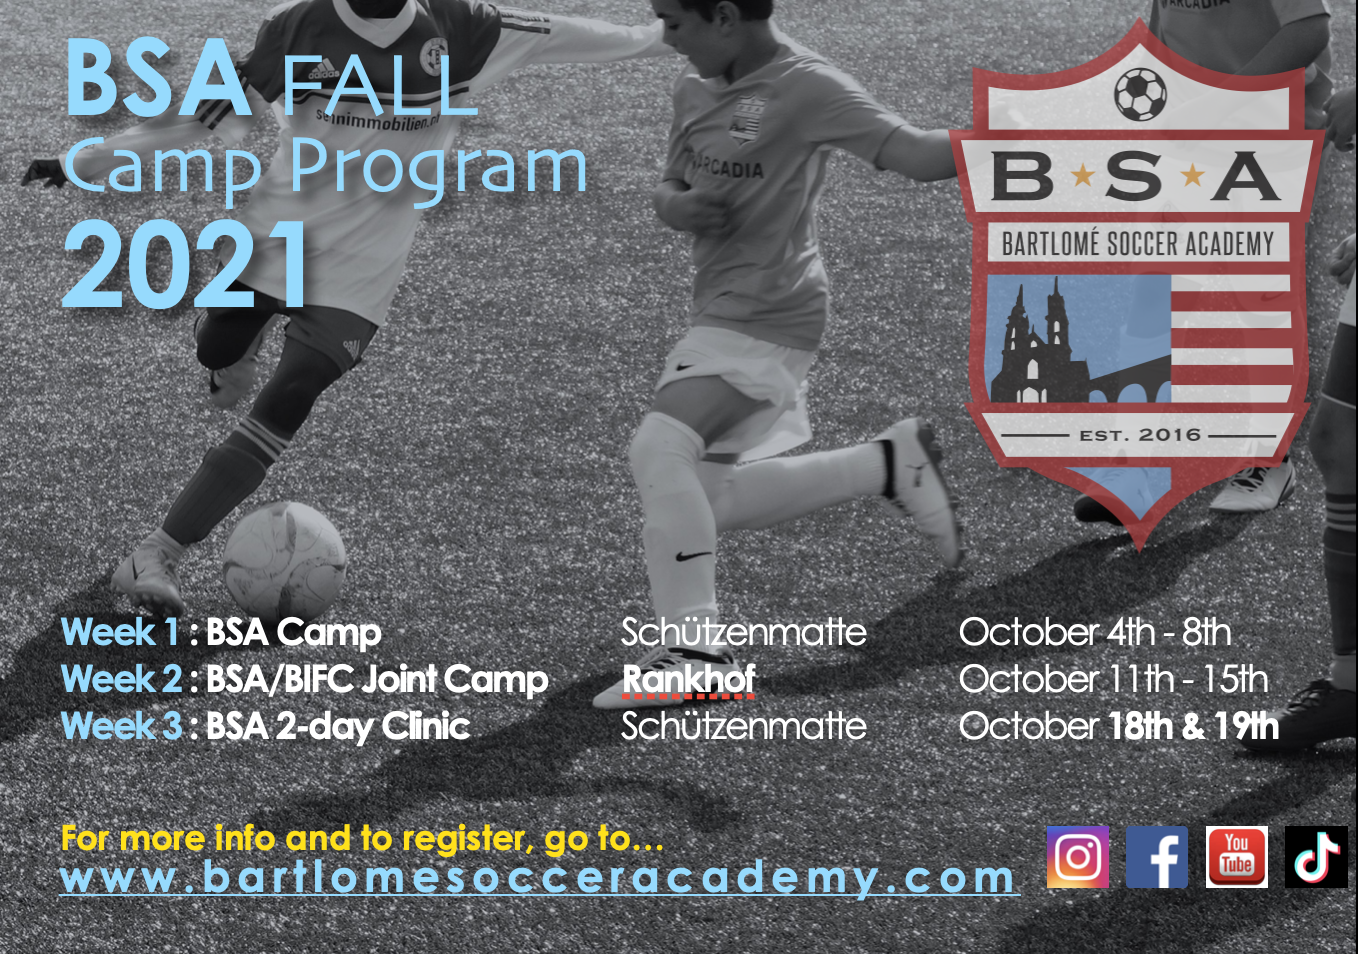 BSA FALL
Camp Program
2021
adidas
ARCADIA
ARCADIA
B ★ S ★ A
BARTLOMÉ SOCCER ACADEMY
EST. 2016
Week 1 : BSA Camp Schützenmatte October 4th - 8th
Week 2 : BSA/BIFC Joint Camp Rankhof October 11th - 15th
Week 3 : BSA 2-day Clinic Schützenmatte October 18th & 19th
For more info and to register, go to...
www.bartlomesocceracademy.com
You
Tube